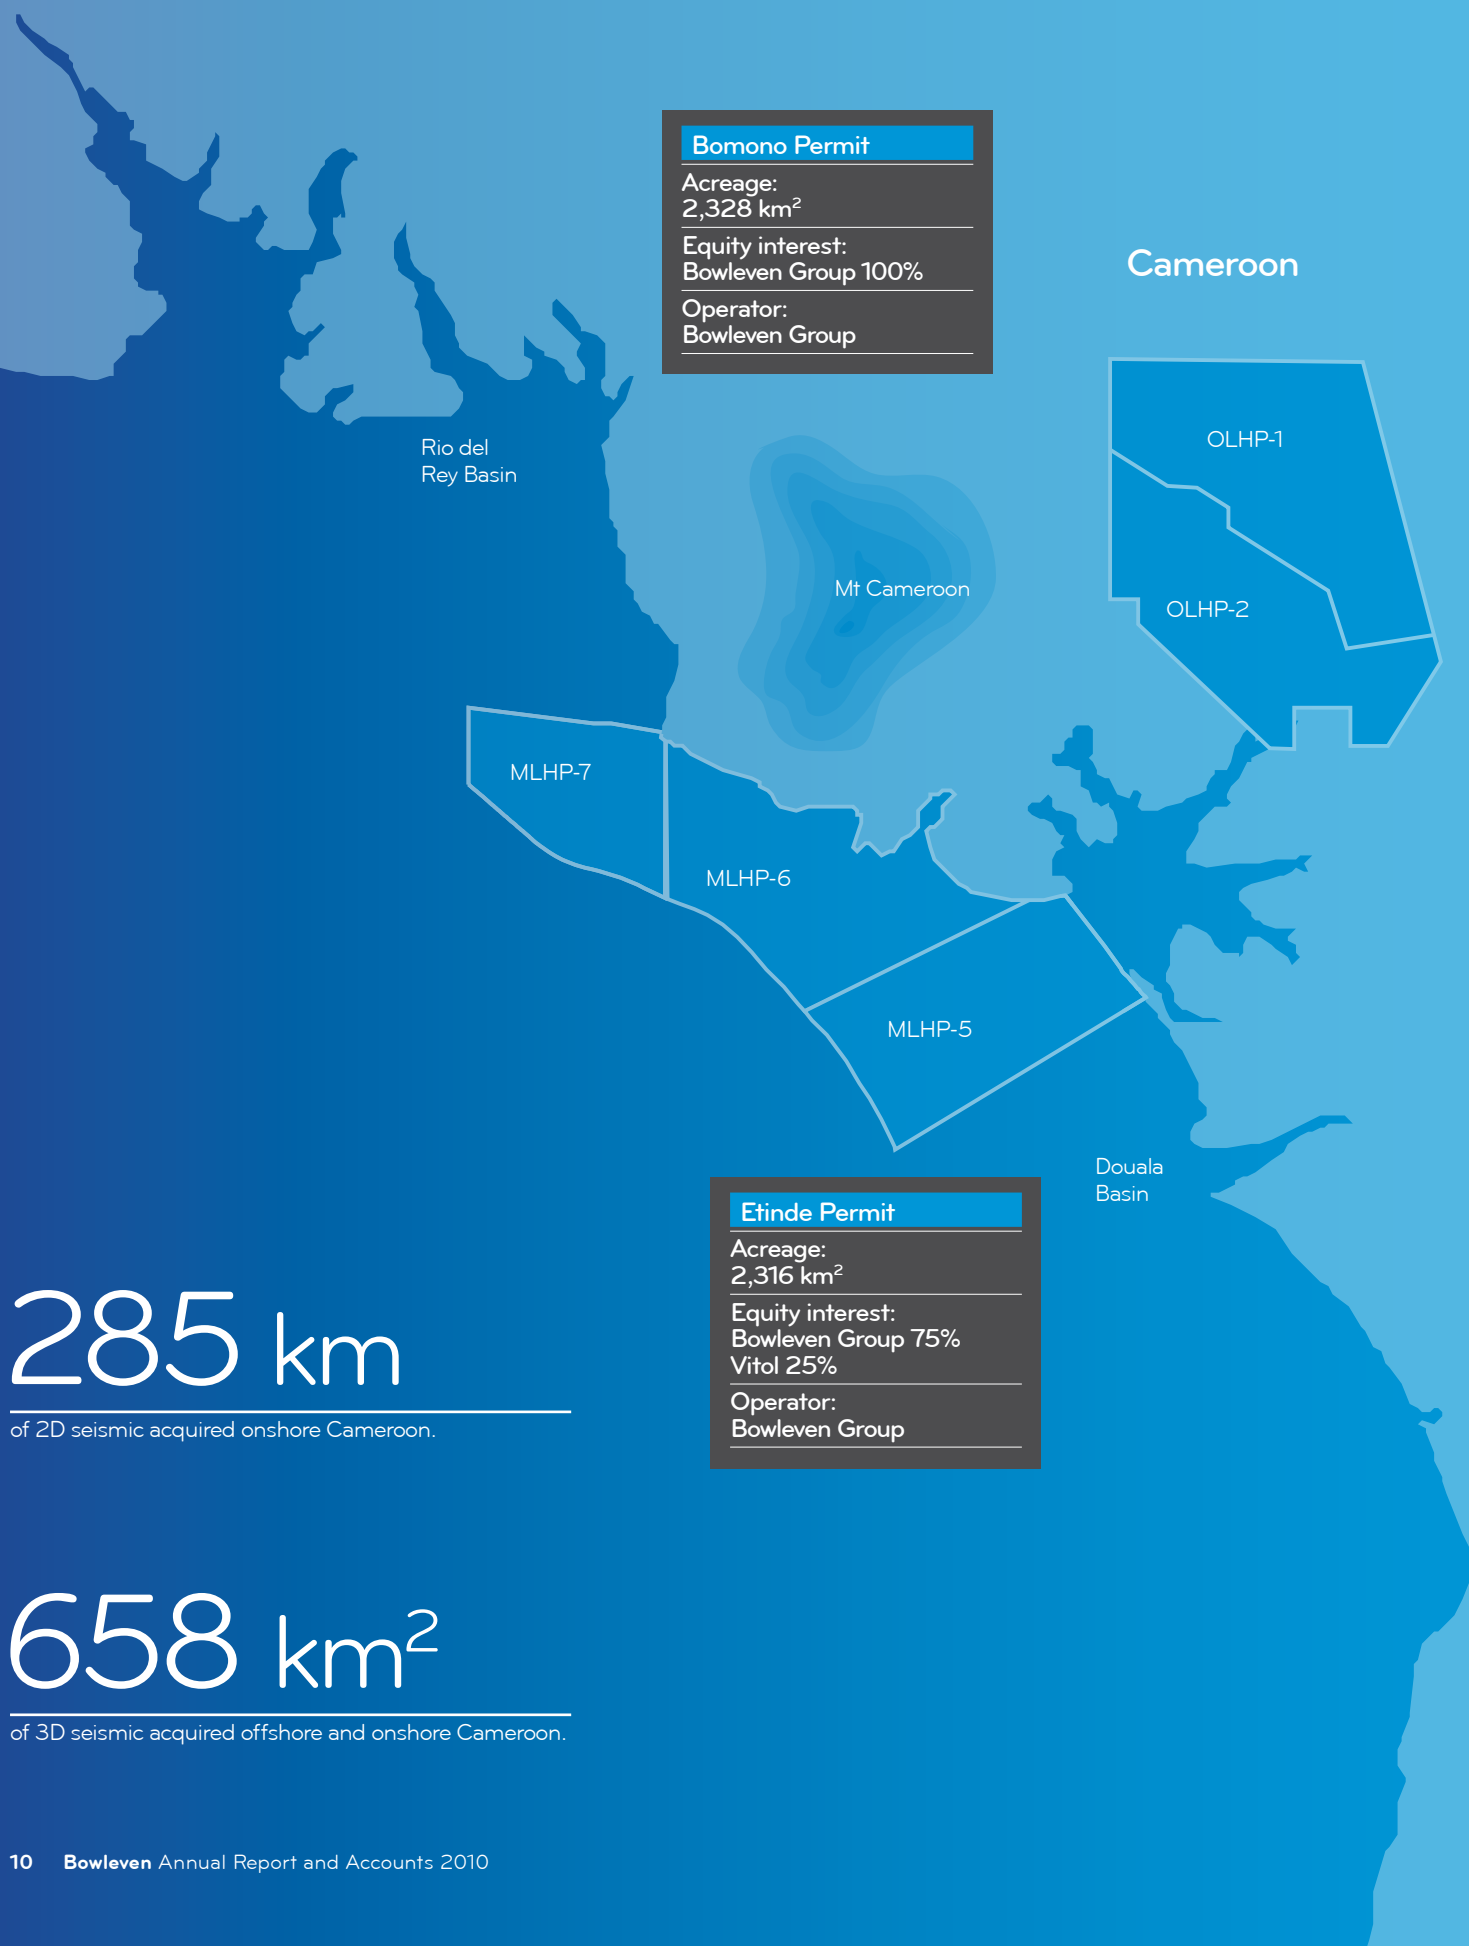 Bomono Permit
Acreage:
2,328 km²
Equity interest:
Bowleven Group 100%
Operator:
Bowleven Group
Cameroon
OLHP-1
Rio del
Rey Basin
Mt Cameroon
OLHP-2
MLHP-7
MLHP-6
MLHP-5
Douala
Basin
Etinde Permit
Acreage:
2,316 km²
Equity interest:
Bowleven Group 75%
Vitol 25%
Operator:
Bowleven Group
285 km
of 2D seismic acquired onshore Cameroon.
658 km²
of 3D seismic acquired offshore and onshore Cameroon.
10 Bowleven Annual Report and Accounts 2010